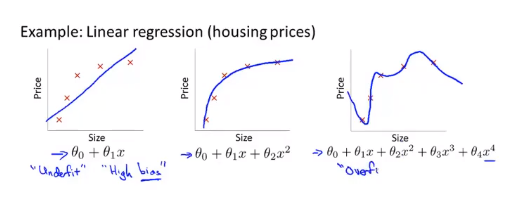 Example: Linear regression (housing prices)
Price
Size
Price
Size
Price
Size
→ θ₀ + θ₁x
→ θ₀ + θ₁x + θ₂x²
→ θ₀ + θ₁x + θ₂x² + θ₃x³ + θ₄x⁴
"Underfit" "High bias"
"Overfi